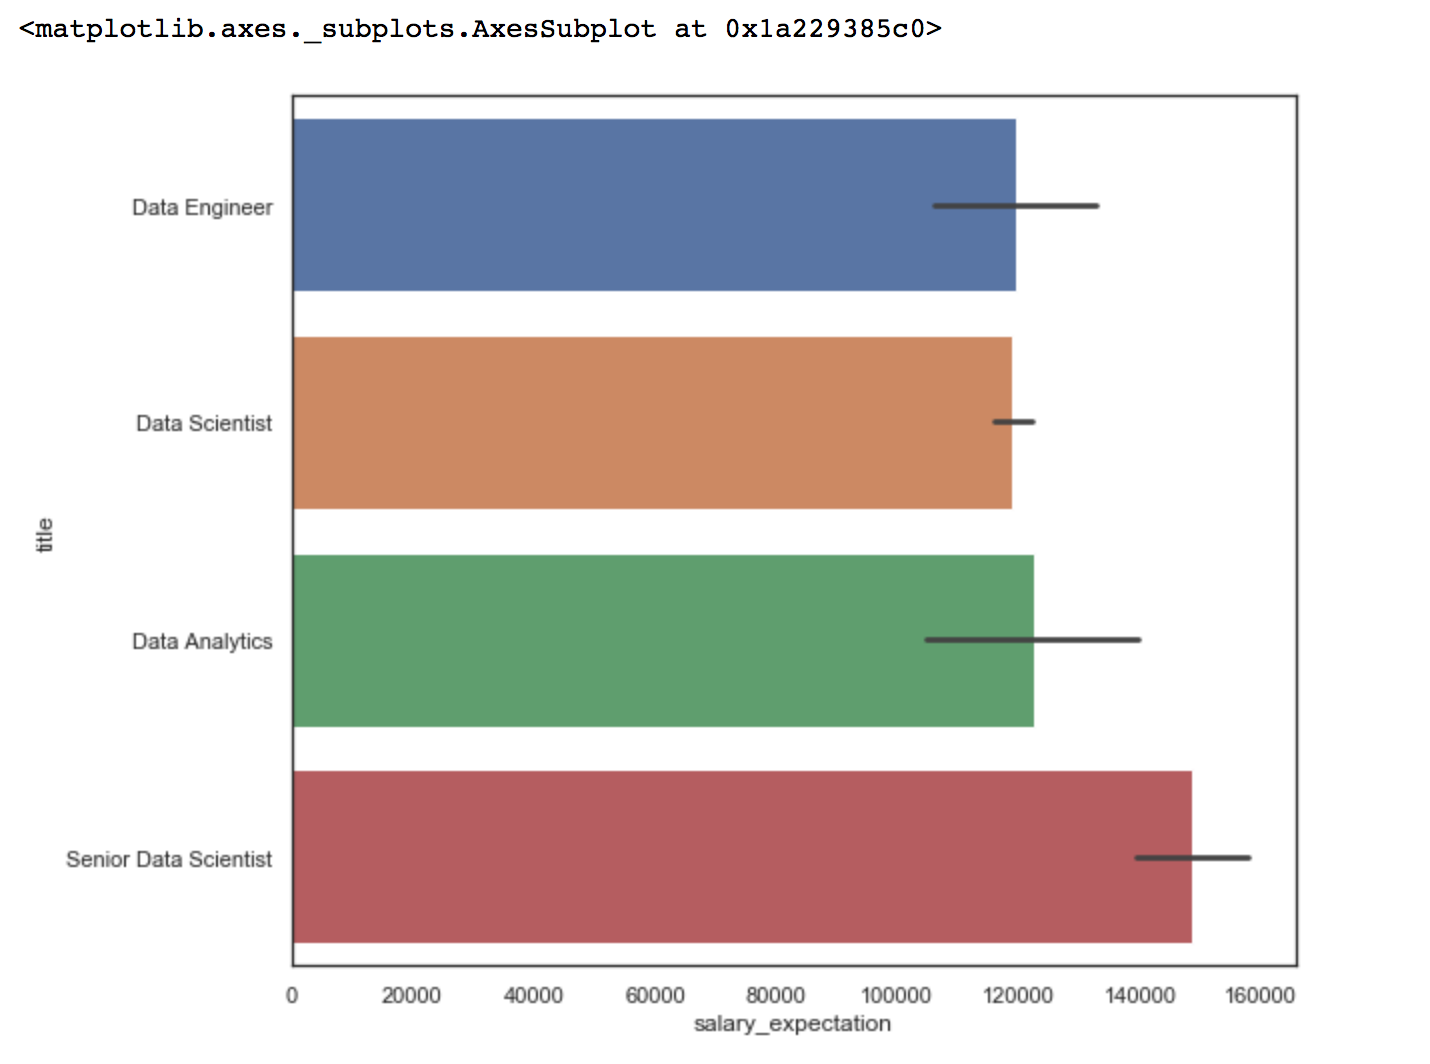 <matplotlib.axes._subplots.AxesSubplot at 0x1a229385c0>
Data Engineer
Data Scientist
title
Data Analytics
Senior Data Scientist
0 20000 40000 60000 80000 100000 120000 140000 160000
salary_expectation